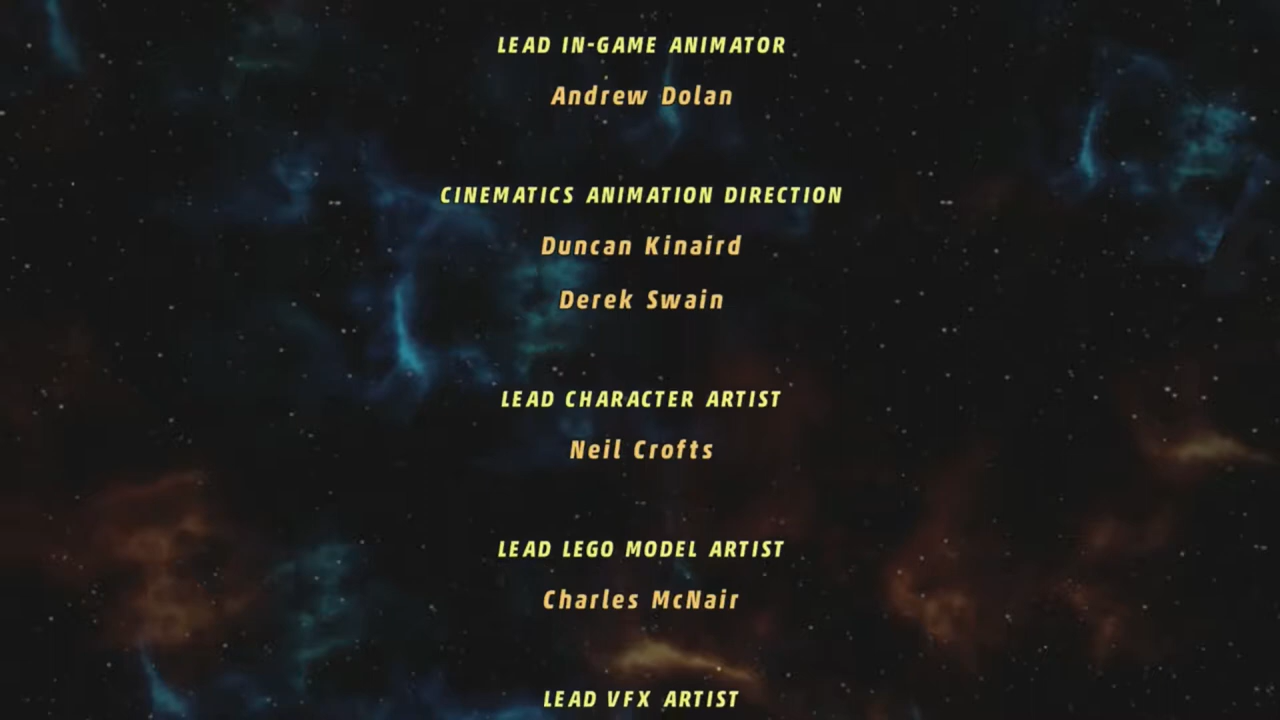 LEAD IN-GAME ANIMATOR
Andrew Dolan
CINEMATICS ANIMATION DIRECTION
Duncan Kinaird
Derek Swain
LEAD CHARACTER ARTIST
Neil Crofts
LEAD LEGO MODEL ARTIST
Charles McNair
LEAD VFX ARTIST